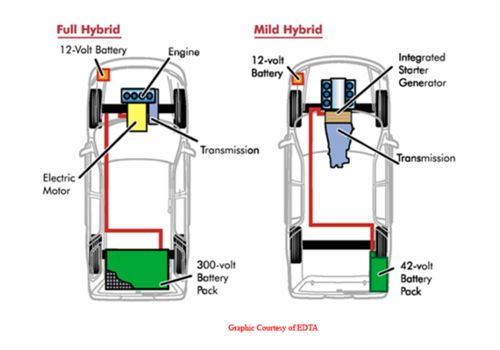 Full Hybrid
12-Volt Battery
Engine
Transmission
Electric
Motor
300-volt
Battery
Pack
Mild Hybrid
12-volt
Battery
Integrated
Starter
Generator
Transmission
42-volt
Battery
Pack
Graphic Courtesy of EDTA